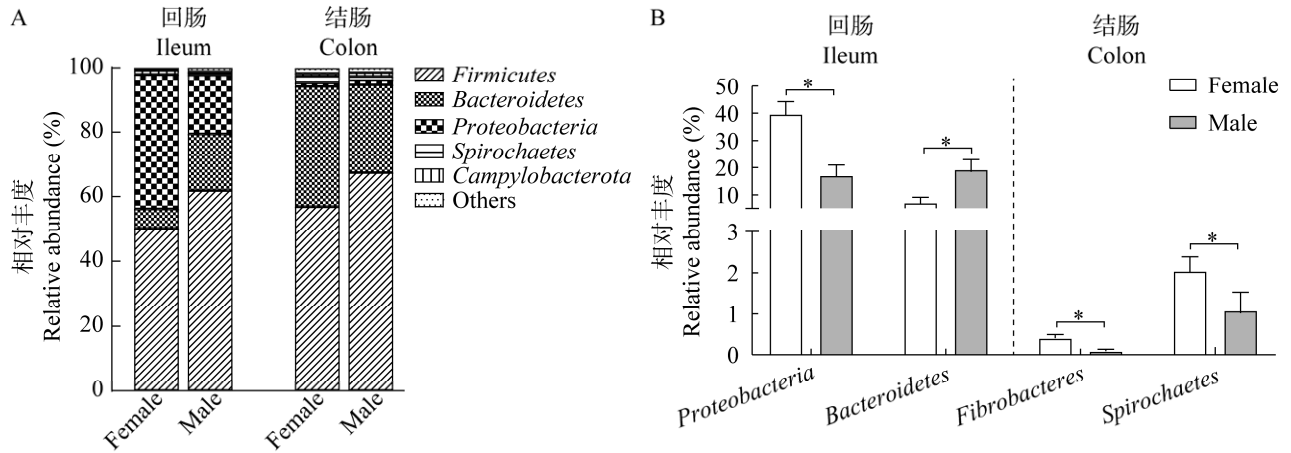 A
回肠
Ileum
结肠
Colon
相对丰度
Relative abundance (%)
100
80
60
40
20
0
Female
Male
Female
Male
Firmicutes
Bacteroidetes
Proteobacteria
Spirochaetes
Campylobacterota
Others
B
回肠
Ileum
结肠
Colon
相对丰度
Relative abundance (%)
50
40
30
20
10
3
2
1
0
*
*
*
*
Female
Male
Proteobacteria
Bacteroidetes
Fibrobacteres
Spirochaetes